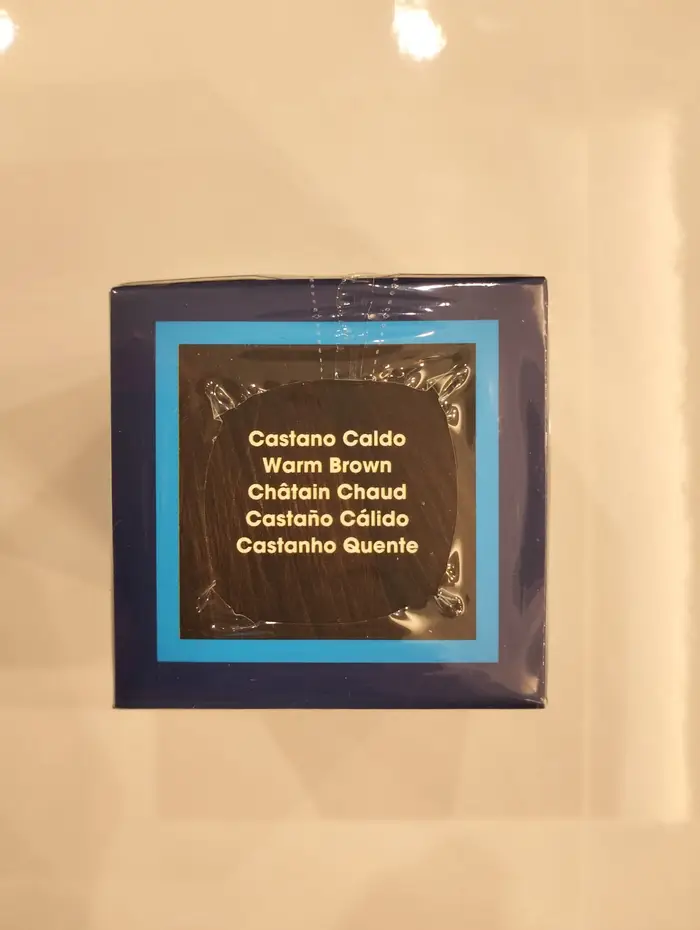 Castano Caldo
Warm Brown
Châtain Chaud
Castaño Cálido
Castanho Quente